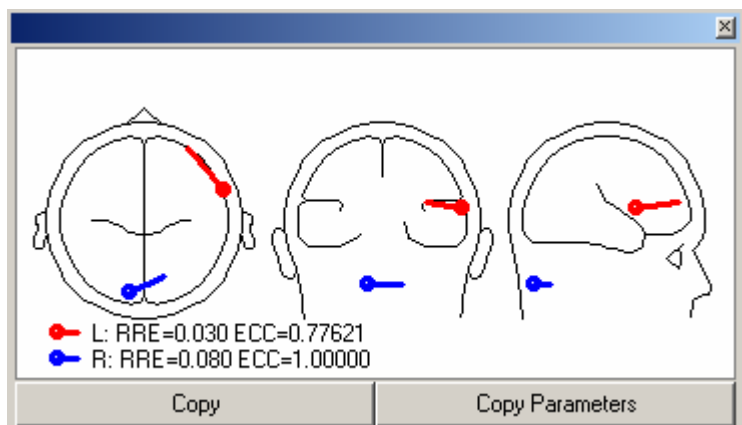 L: RRE=0.030 ECC=0.77621
R: RRE=0.080 ECC=1.00000
Copy
Copy Parameters